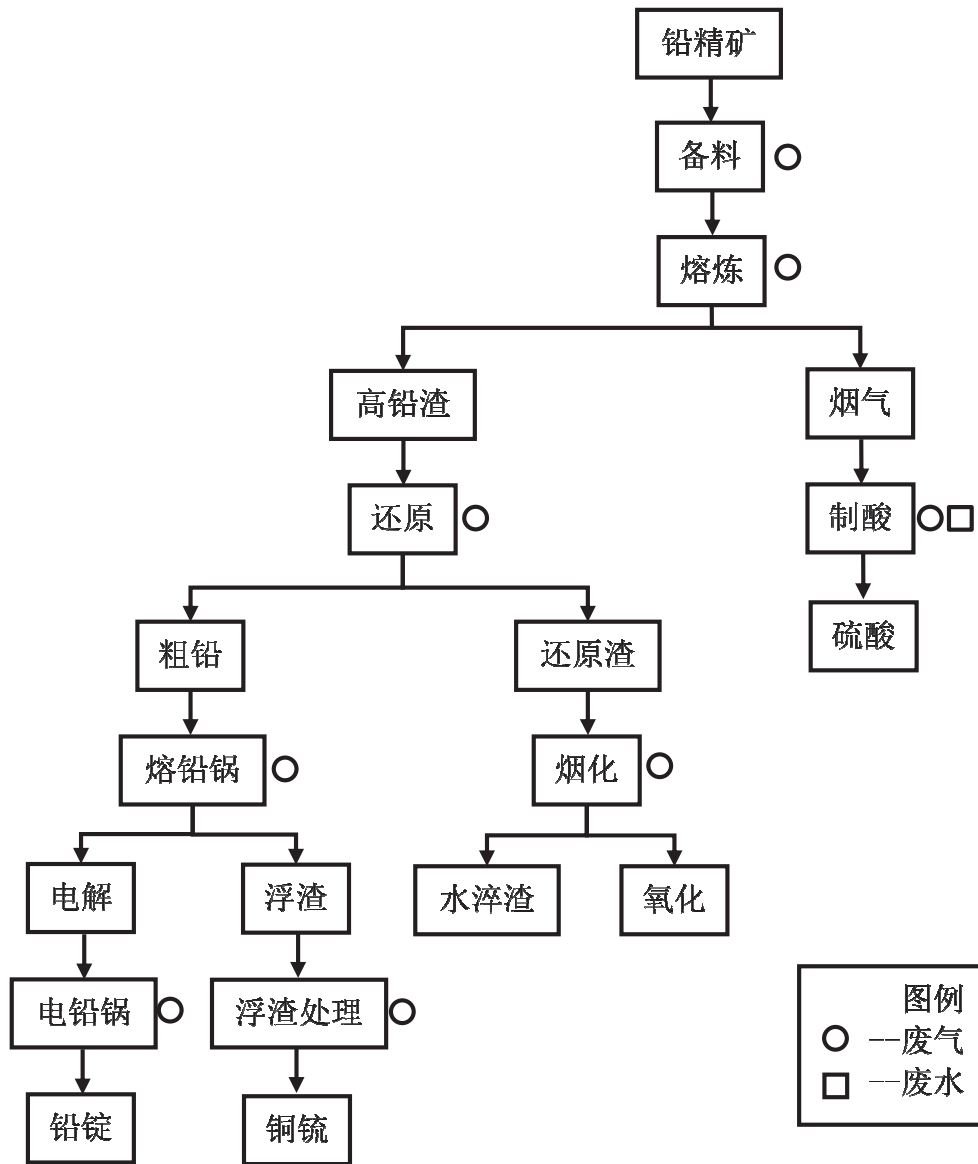 铅精矿
备料
熔炼
高铅渣
烟气
还原
制酸
粗铅
还原渣
硫酸
熔铅锅
烟化
电解
浮渣
水淬渣
氧化
电铅锅
浮渣处理
铅锭
铜锍
图例
--废气
--废水